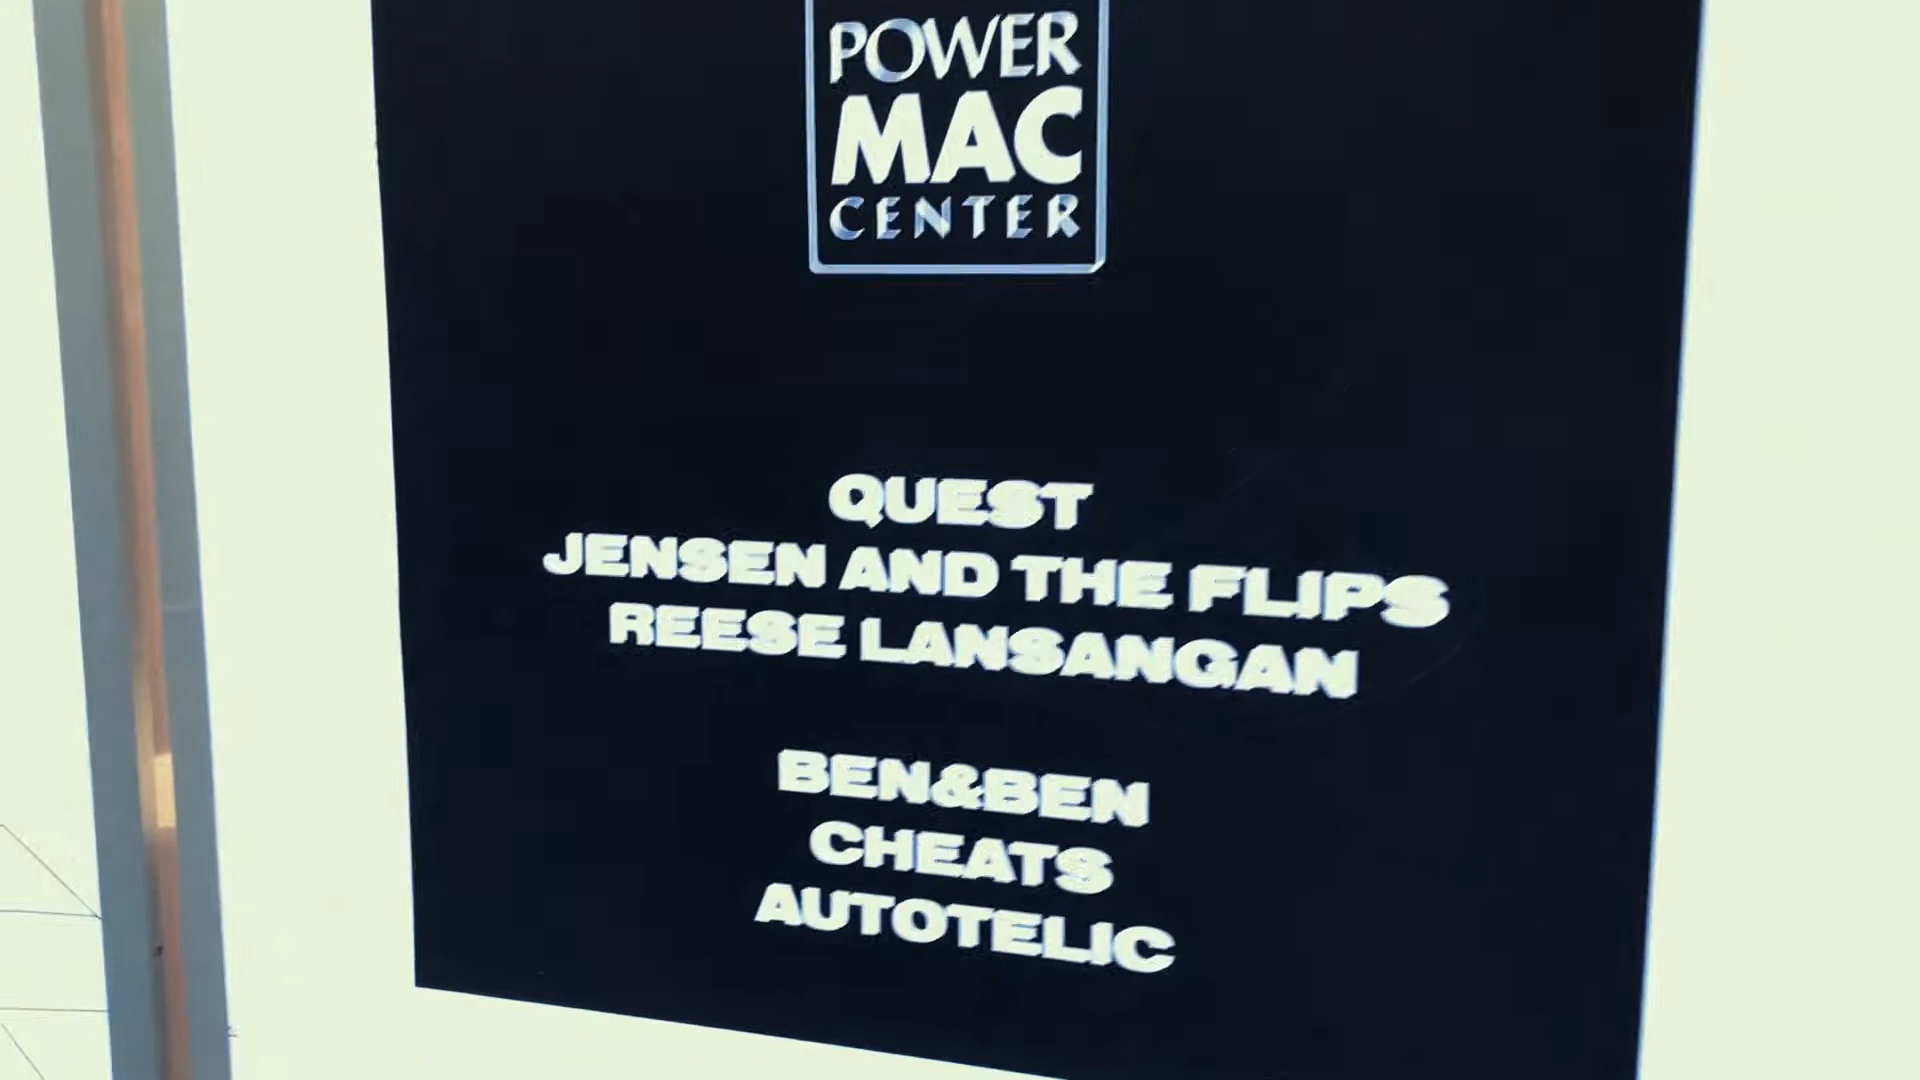 POWER
MAC
CENTER
QUEST
JENSEN AND THE FLIPS
REESE LANSANGAN
BEN&BEN
CHEATS
AUTOTELIC